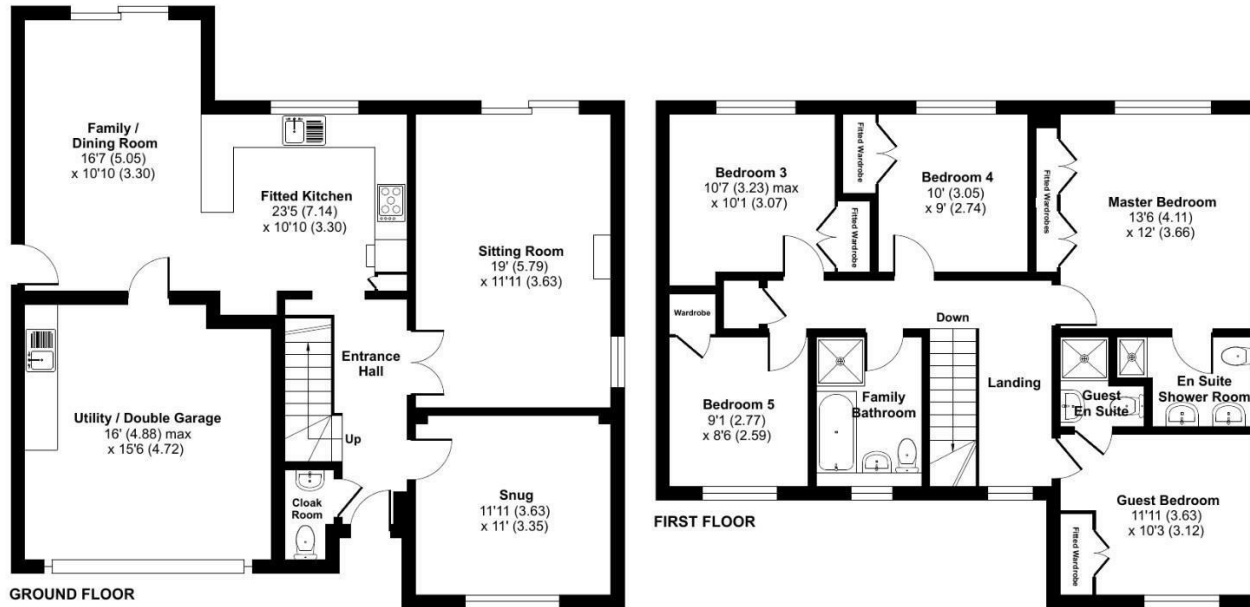 Family /
Dining Room
16'7 (5.05)
x 10'10 (3.30)
Fitted Kitchen
23'5 (7.14)
x 10'10 (3.30)
Sitting Room
19' (5.79)
x 11'11 (3.63)
Entrance
Hall
Utility / Double Garage
16' (4.88) max
x 15'6 (4.72)
Up
Cloak
Room
Snug
11'11 (3.63)
x 11' (3.35)
GROUND FLOOR
Bedroom 3
10'7 (3.23) max
x 10'1 (3.07)
Fitted Wardrobe
Fitted Wardrobe
Bedroom 4
10' (3.05)
x 9' (2.74)
Fitted Wardrobes
Master Bedroom
13'6 (4.11)
x 12' (3.66)
Wardrobe
Down
Landing
Bedroom 5
9'1 (2.77)
x 8'6 (2.59)
Family
Bathroom
Guest
En Suite
En Suite
Shower Room
Guest Bedroom
11'11 (3.63)
x 10'3 (3.12)
Fitted Wardrobe
FIRST FLOOR